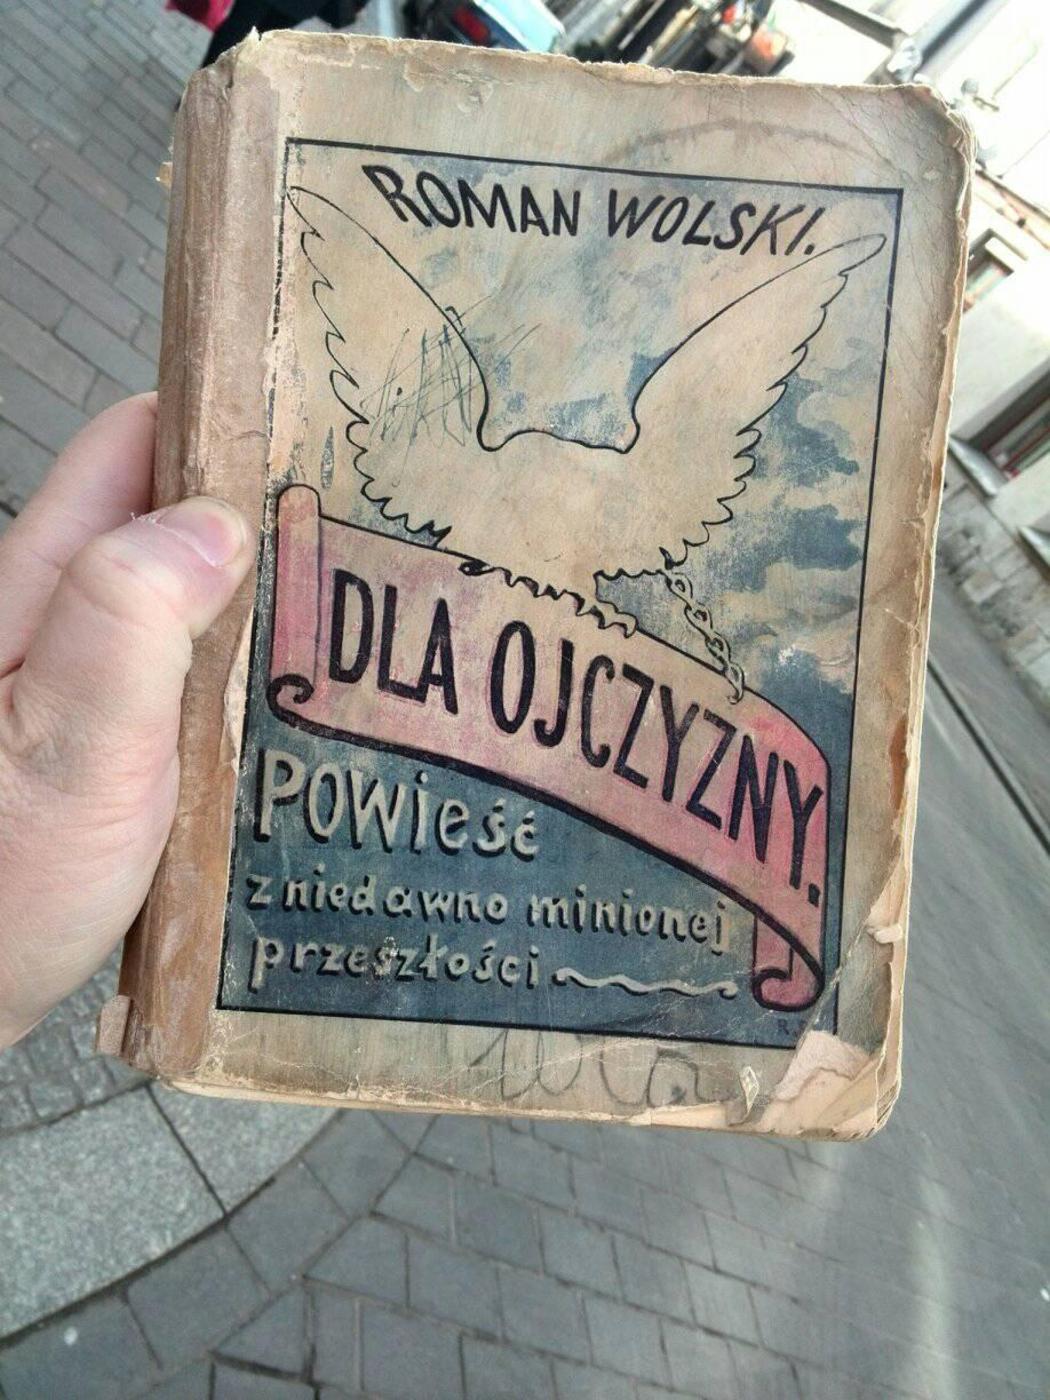 ROMAN WOLSKI.
DLA OJCZYZNY.
POWieść
z niedawno minionej
przeszłości